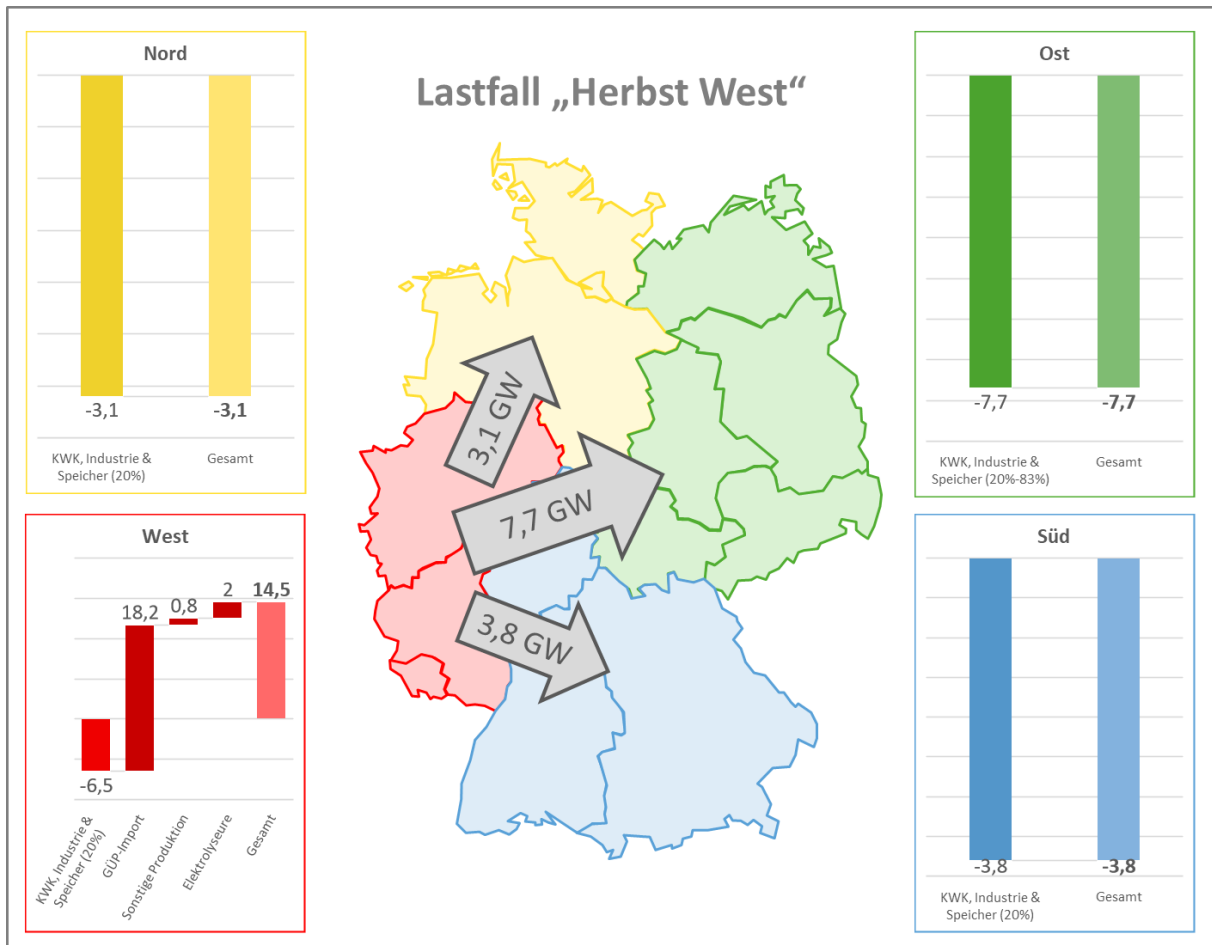 Nord
-3,1
-3,1
KWK, Industrie &
Speicher (20%)
Gesamt
Lastfall „Herbst West“
Ost
-7,7
-7,7
KWK, Industrie &
Speicher (20%-83%)
Gesamt
3,1 GW
7,7 GW
3,8 GW
West
-6,5
18,2
0,8
2
14,5
KWK, Industrie &
Speicher (20%)
GÜP-Import
Sonstige Produktion
Elektrolyseure
Gesamt
Süd
-3,8
-3,8
KWK, Industrie &
Speicher (20%)
Gesamt